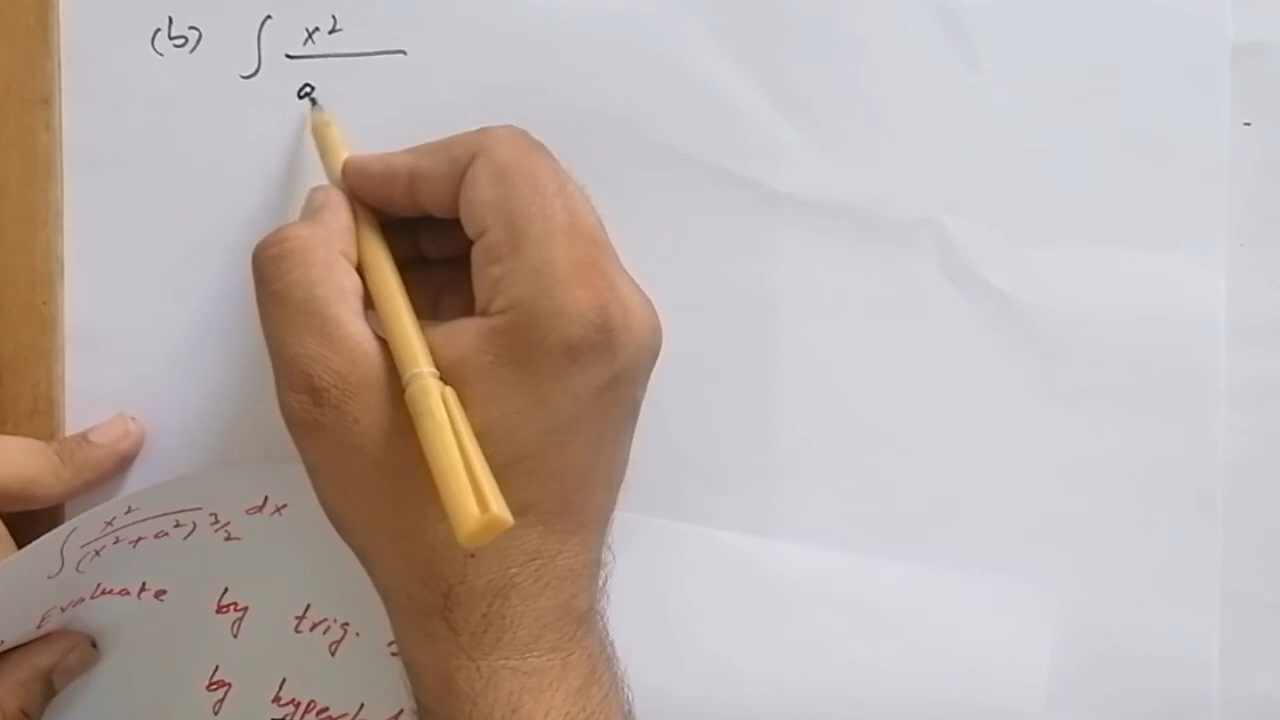 (b) ∫ x²
a
∫ x² / (x² + a²)^3/2 dx
Evaluate by trig.
by